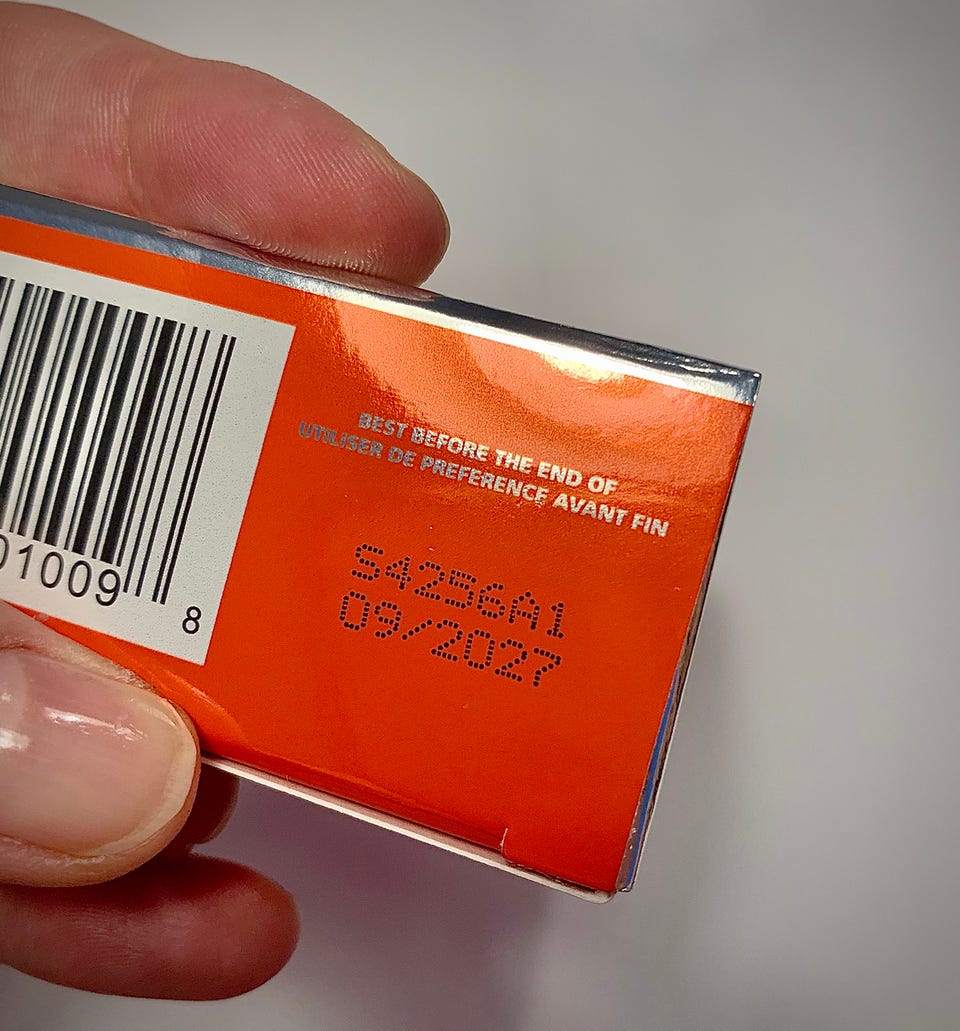 BEST BEFORE THE END OF
UTILISER DE PREFERENCE AVANT FIN
S4256A1
09/2027
01009 8